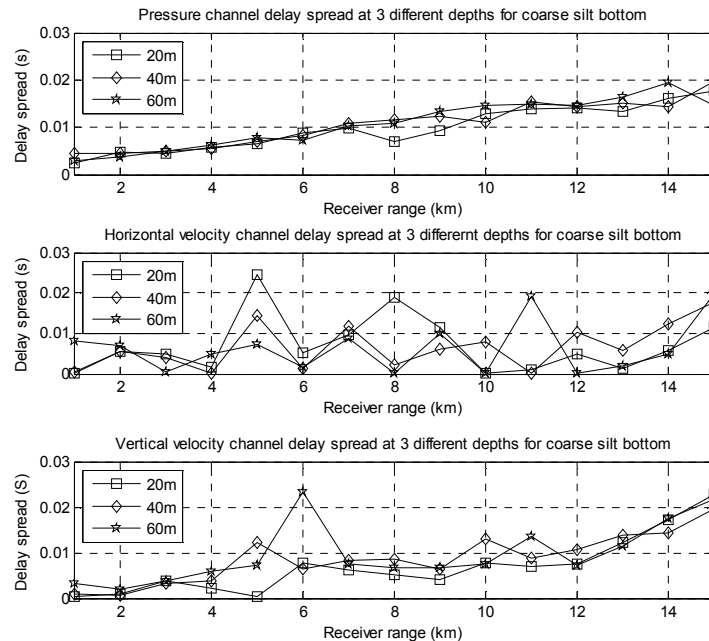 Pressure channel delay spread at 3 different depths for coarse silt bottom
0.03
0.02
0.01
0
Delay spread (s)
20m
40m
60m
2 4 6 8 10 12 14
Receiver range (km)
Horizontal velocity channel delay spread at 3 differernt depths for coarse silt bottom
0.03
0.02
0.01
0
Delay spread (s)
20m
40m
60m
2 4 6 8 10 12 14
Receiver range (km)
Vertical velocity channel delay spread at 3 different depths for coarse silt bottom
0.03
0.02
0.01
0
Delay spread (S)
20m
40m
60m
2 4 6 8 10 12 14
Receiver range (km)